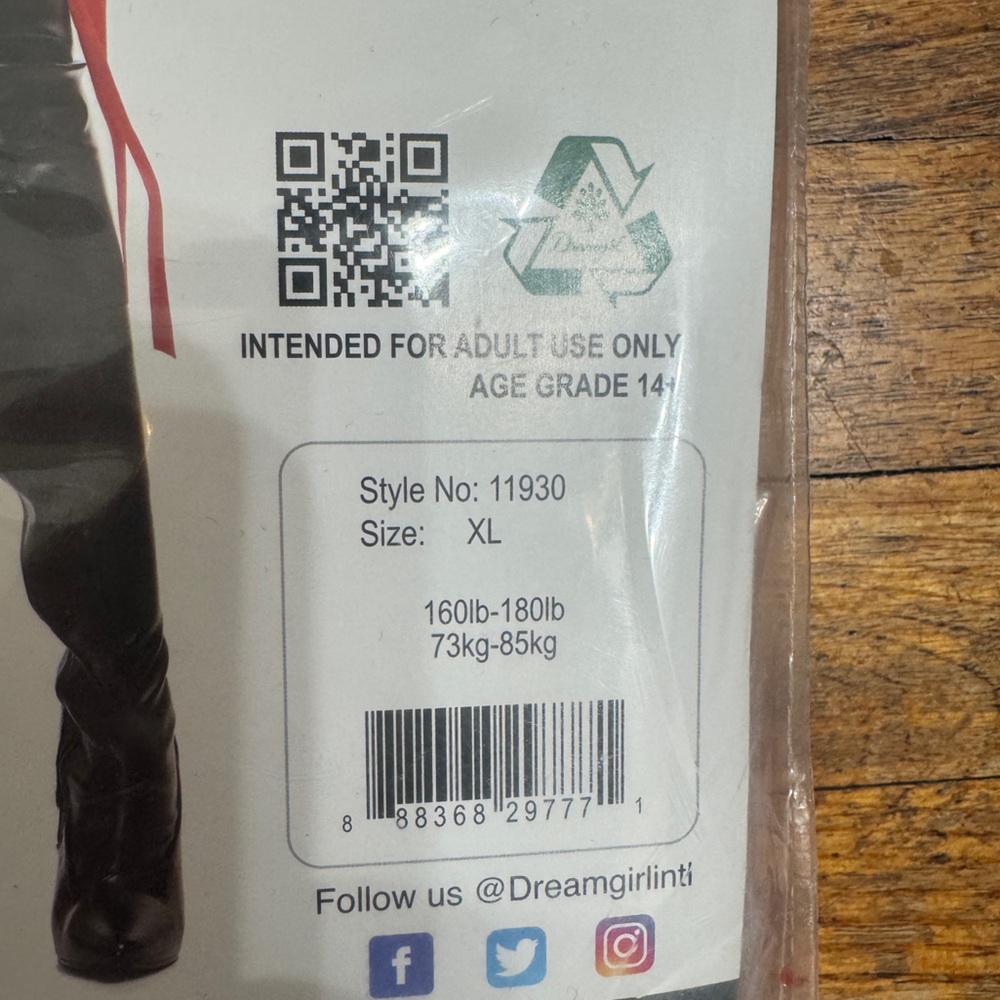 Dreamgirl
INTENDED FOR ADULT USE ONLY
AGE GRADE 14+
Style No: 11930
Size: XL
160lb-180lb
73kg-85kg
8 88368 29777 1
Follow us @Dreamgirlintl